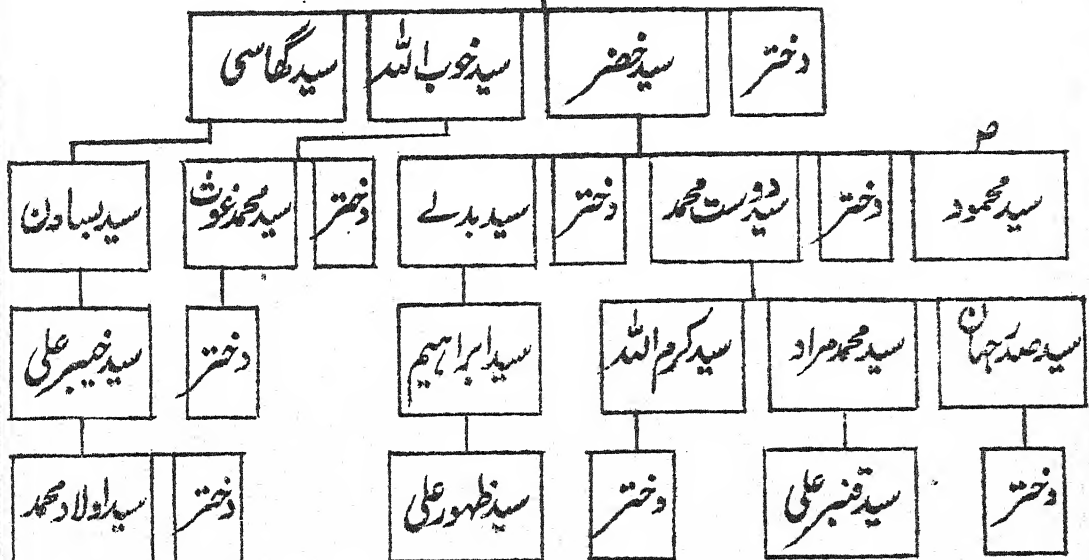 دختر
سید خضر
سید خوب اللہ
سید گھاسی
سید محمود
دختر
سید دوست محمد
دختر
سید بدلے
دختر
سید محمد غوث
سید بساون
سید صدر جہان
سید محمد مراد
سید کرم اللہ
سید ابراہیم
دختر
سید خیبر علی
دختر
سید قنبر علی
دختر
سید ظہور علی
دختر
سید اولاد محمد